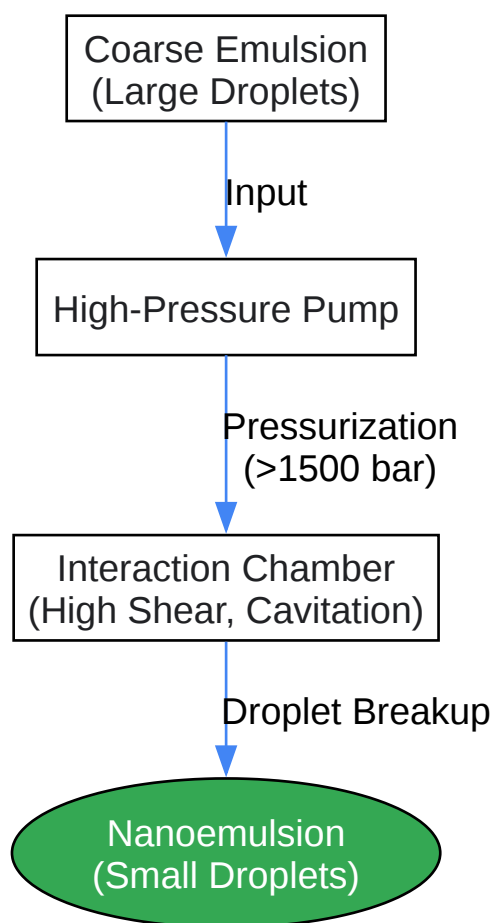 Coarse Emulsion
(Large Droplets)
Input
High-Pressure Pump
Pressurization
(>1500 bar)
Interaction Chamber
(High Shear, Cavitation)
Droplet Breakup
Nanoemulsion
(Small Droplets)